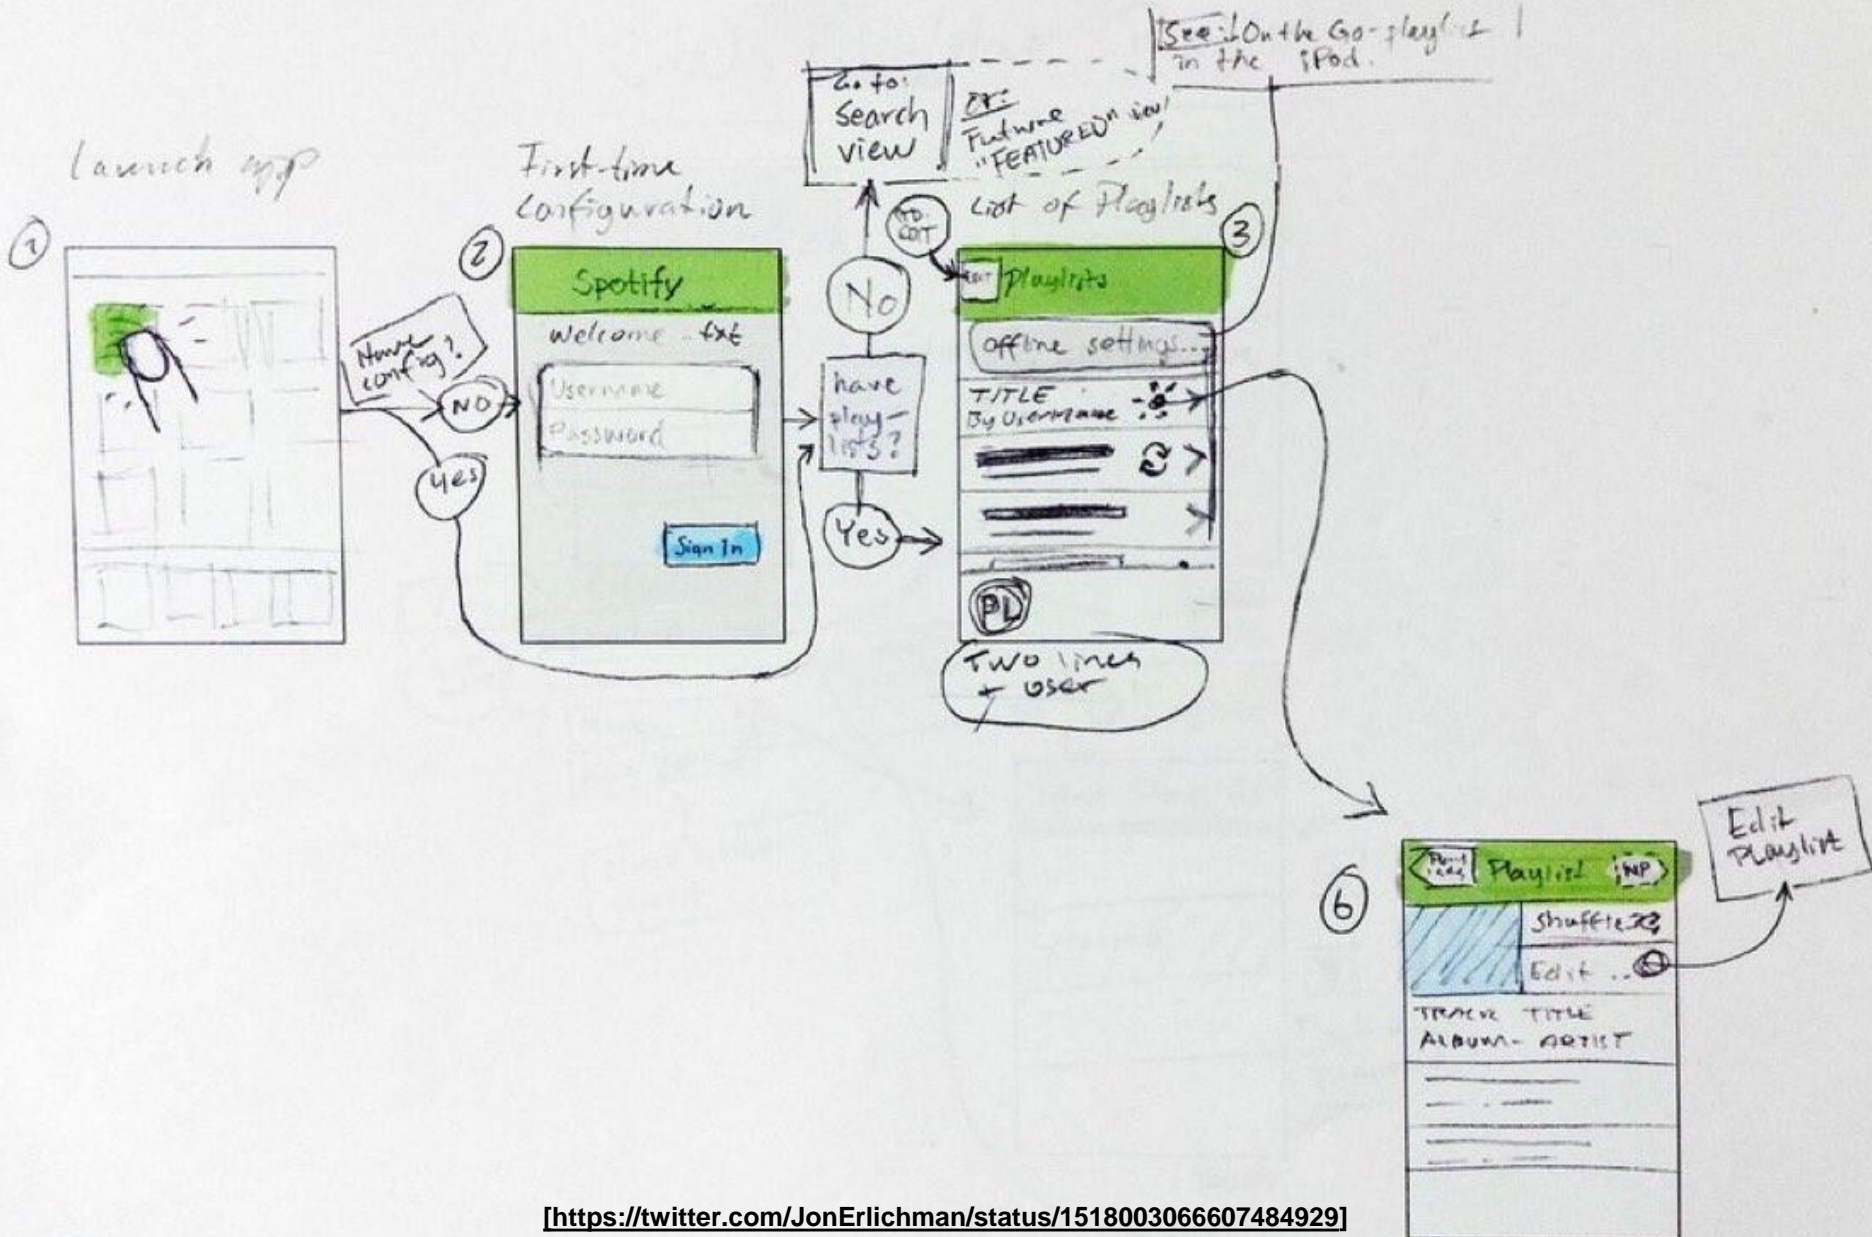 See: On the Go-playlist
in the iPod.
Go to:
Search
view
or:
"FEATURED" view
Launch app
First-time
configuration
List of Playlists
1
2
3
Have
config?
NO
Yes
Spotify
Welcome txt
Username
Password
Sign In
No
have
play-
lists?
Yes
EDIT
EDIT Playlists
offline settings...
TITLE
By Username
PL
Two lines
+ user
6
Playlist NP
Shuffle
Edit ..
TRACK TITLE
ALBUM - ARTIST
Edit
Playlist
[https://twitter.com/JonErlichman/status/1518003066607484929]